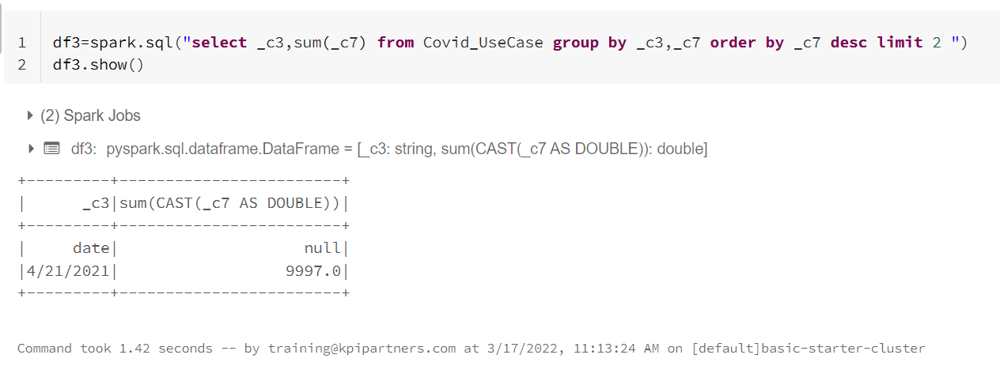 1 df3=spark.sql("select _c3,sum(_c7) from Covid_UseCase group by _c3,_c7 order by _c7 desc limit 2 ")
2 df3.show()
(2) Spark Jobs
df3: pyspark.sql.dataframe.DataFrame = [_c3: string, sum(CAST(_c7 AS DOUBLE)): double]
+---------+-----------------------+
|      _c3|sum(CAST(_c7 AS DOUBLE))|
+---------+-----------------------+
|     date|                    null|
|4/21/2021|                  9997.0|
+---------+-----------------------+
Command took 1.42 seconds -- by training@kpipartners.com at 3/17/2022, 11:13:24 AM on [default]basic-starter-cluster